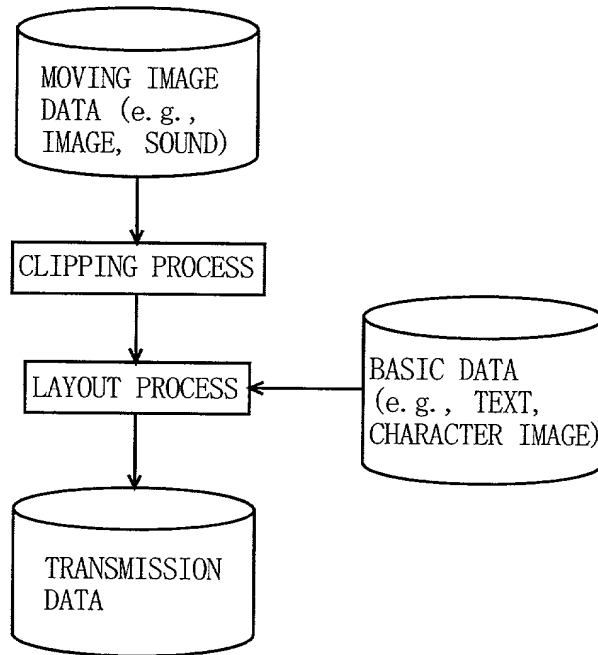 MOVING IMAGE
DATA (e.g.,
IMAGE, SOUND)
CLIPPING PROCESS
LAYOUT PROCESS
BASIC DATA
(e.g., TEXT,
CHARACTER IMAGE)
TRANSMISSION
DATA